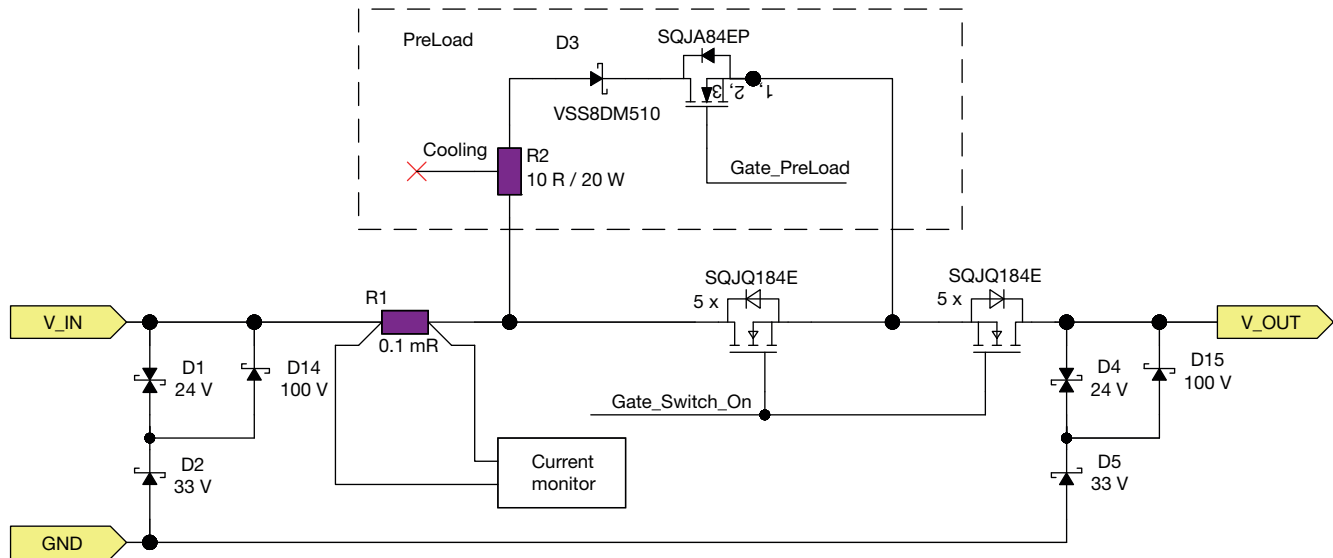 PreLoad
D3
SQJA84EP
VSS8DM510
1, 2, 3
Cooling
R2
10 R / 20 W
Gate_PreLoad
SQJQ184E
5 x
SQJQ184E
5 x
R1
0.1 mR
V_IN
V_OUT
D1
24 V
D14
100 V
D4
24 V
D15
100 V
Gate_Switch_On
D2
33 V
Current
monitor
D5
33 V
GND